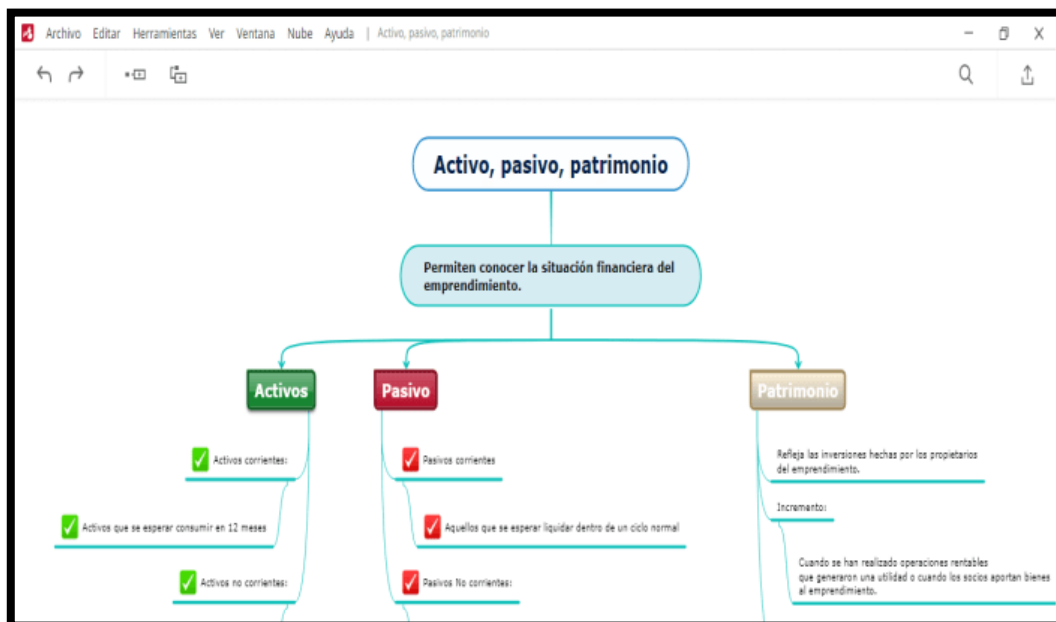 Archivo Editar Herramientas Ver Ventana Nube Ayuda | Activo, pasivo, patrimonio
Activo, pasivo, patrimonio
Permiten conocer la situación financiera del
emprendimiento.
Activos
Activos corrientes:
Activos que se esperar consumir en 12 meses
Activos no corrientes:
Pasivo
Pasivos corrientes
Aquellos que se esperar liquidar dentro de un ciclo normal
Pasivos No corrientes:
Patrimonio
Refleja las inversiones hechas por los propietarios
del emprendimiento.
Incremento:
Cuando se han realizado operaciones rentables
que generaron una utilidad o cuando los socios aportan bienes
al emprendimiento.